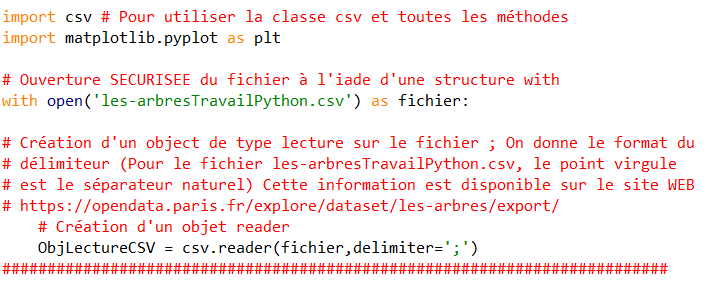 import csv # Pour utiliser la classe csv et toutes les méthodes
import matplotlib.pyplot as plt
# Ouverture SECURISEE du fichier à l'iade d'une structure with
with open('les-arbresTravailPython.csv') as fichier:
# Création d'un object de type lecture sur le fichier ; On donne le format du
# délimiteur (Pour le fichier les-arbresTravailPython.csv, le point virgule
# est le séparateur naturel) Cette information est disponible sur le site WEB
# https://opendata.paris.fr/explore/dataset/les-arbres/export/
    # Création d'un objet reader
    ObjLectureCSV = csv.reader(fichier,delimiter=';')
##########################################################################